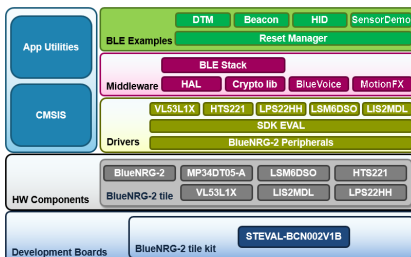 App Utilities
CMSIS
DTM Beacon HID SensorDemo
Reset Manager
BLE Examples
BLE Stack
HAL Crypto lib BlueVoice MotionFX
Middleware
VL53L1X HTS221 LPS22HH LSM6DSO LIS2MDL
SDK EVAL
BlueNRG-2 Peripherals
Drivers
BlueNRG-2 MP34DT05-A LSM6DSO HTS221
VL53L1X LIS2MDL LPS22HH
BlueNRG-2 tile
HW Components
STEVAL-BCN002V1B
BlueNRG-2 tile kit
Development Boards